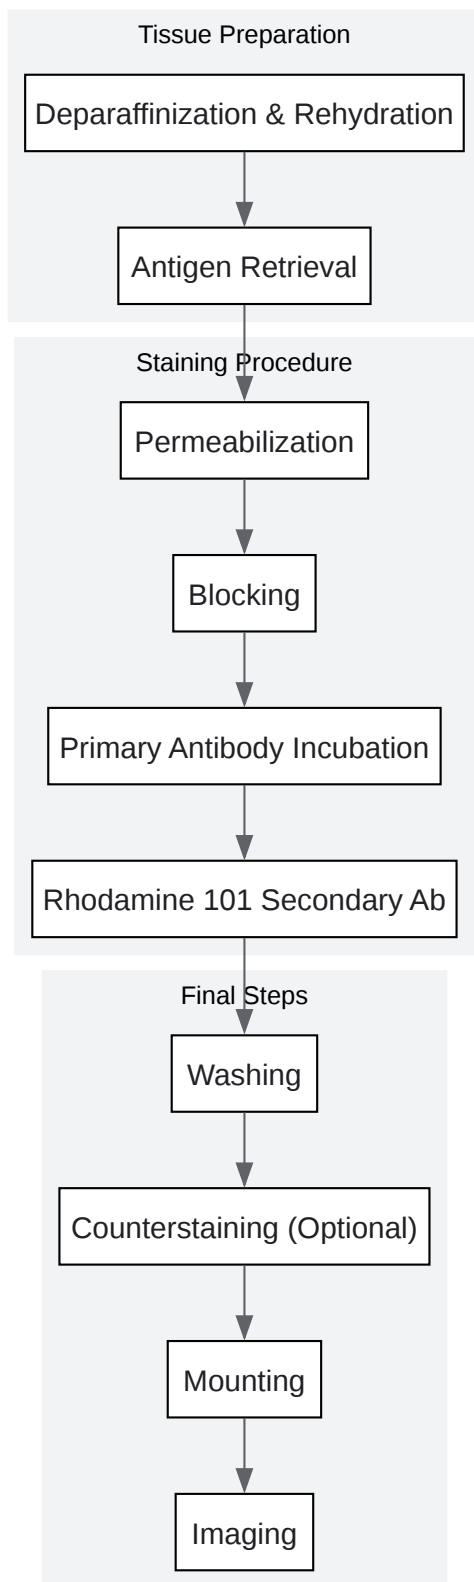 Tissue Preparation
Deparaffinization & Rehydration
Antigen Retrieval
Staining Procedure
Permeabilization
Blocking
Primary Antibody Incubation
Rhodamine 101 Secondary Ab
Final Steps
Washing
Counterstaining (Optional)
Mounting
Imaging